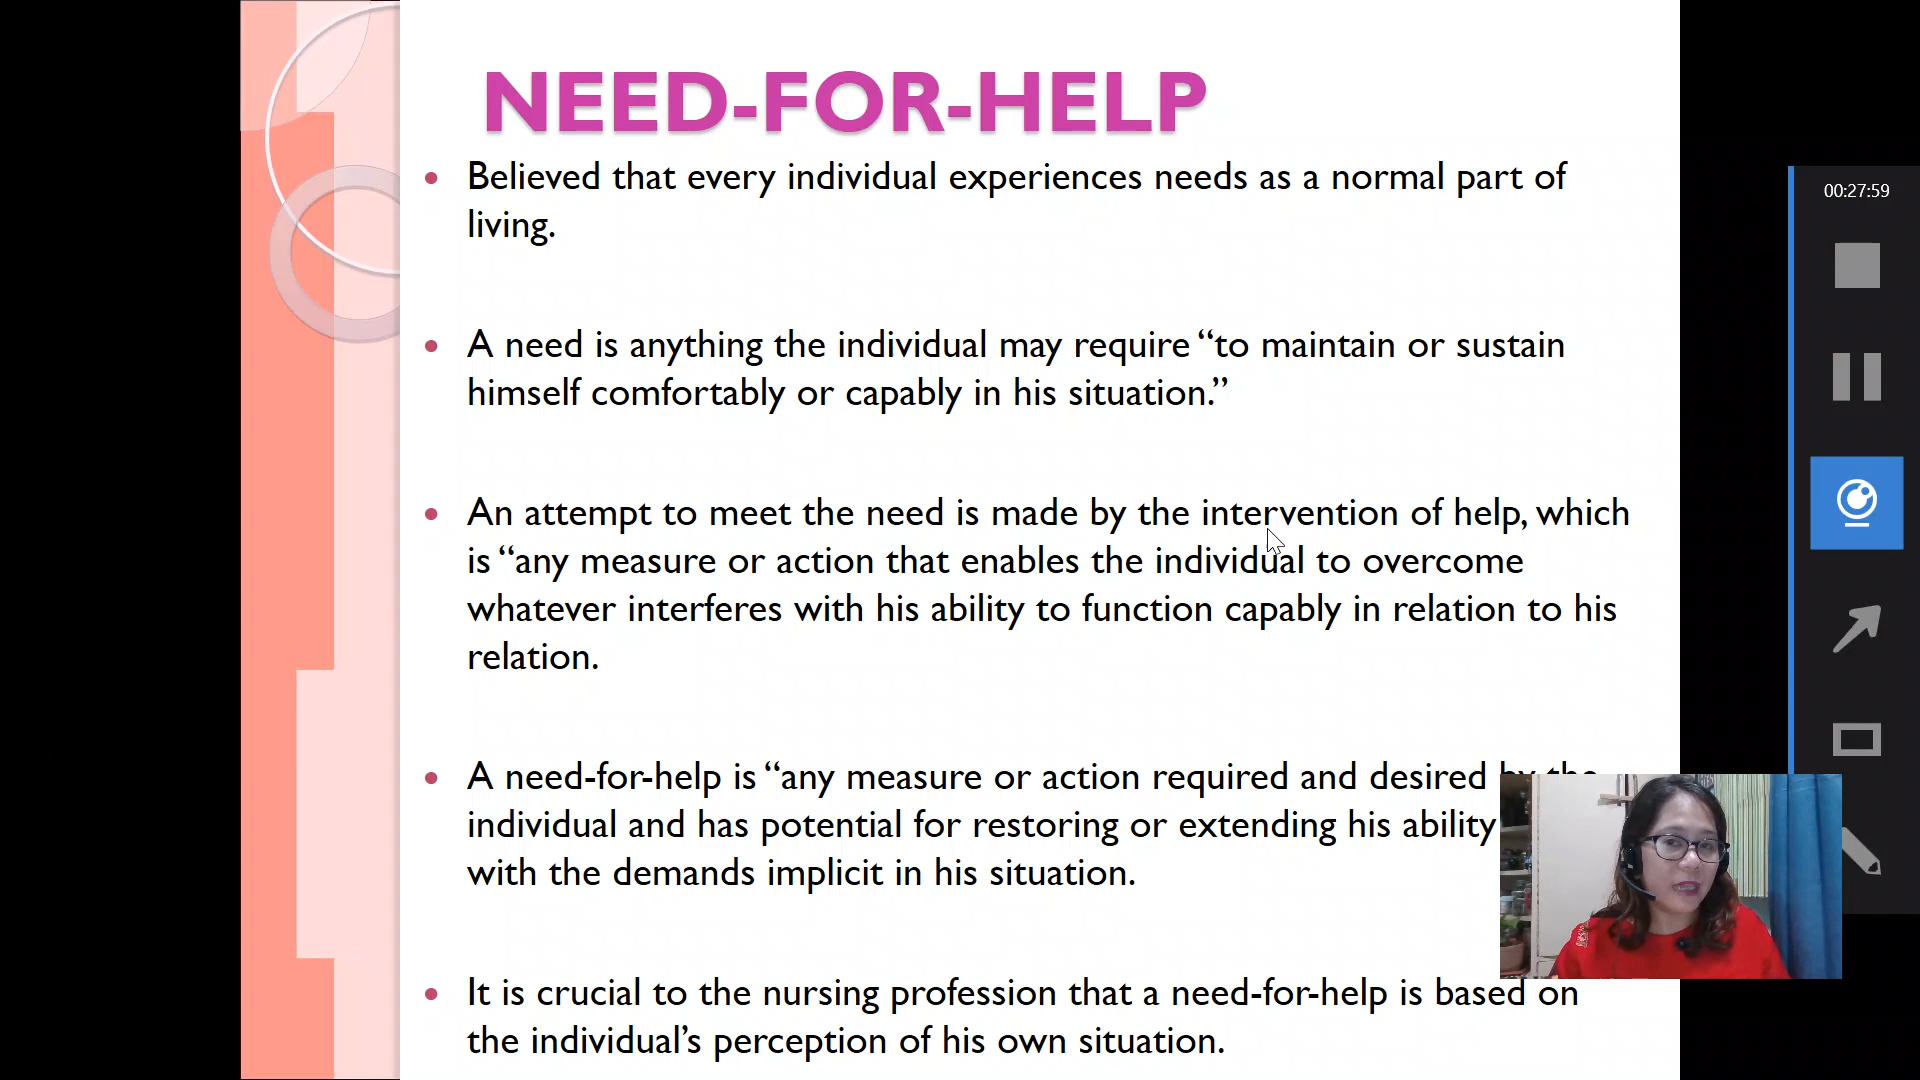 NEED-FOR-HELP
• Believed that every individual experiences needs as a normal part of
living.
• A need is anything the individual may require “to maintain or sustain
himself comfortably or capably in his situation.”
• An attempt to meet the need is made by the intervention of help, which
is “any measure or action that enables the individual to overcome
whatever interferes with his ability to function capably in relation to his
relation.
• A need-for-help is “any measure or action required and desired by the
individual and has potential for restoring or extending his ability
with the demands implicit in his situation.
• It is crucial to the nursing profession that a need-for-help is based on
the individual’s perception of his own situation.
00:27:59